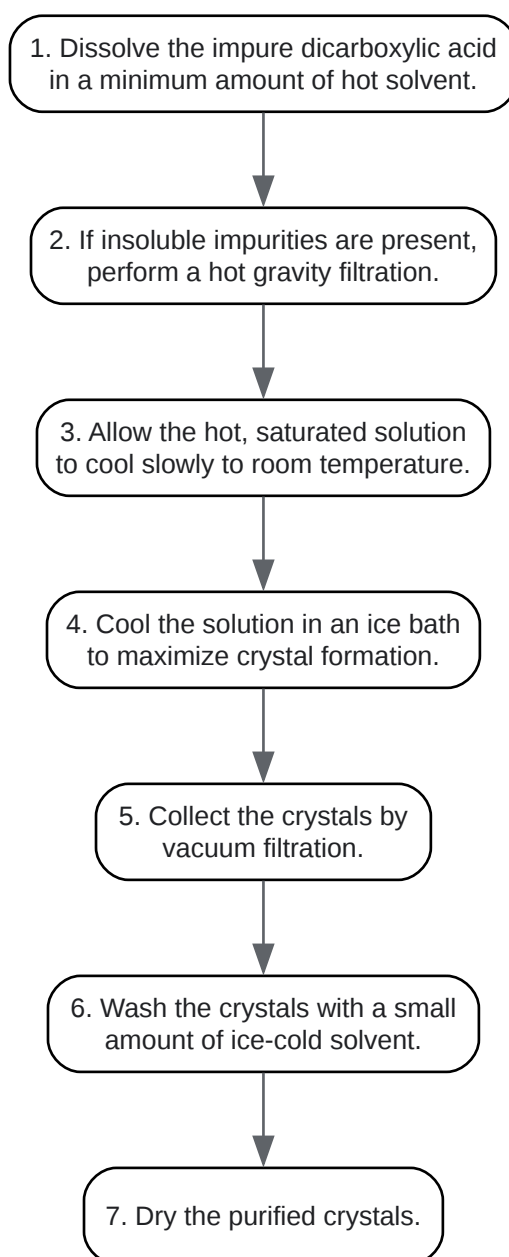 1. Dissolve the impure dicarboxylic acid
in a minimum amount of hot solvent.
2. If insoluble impurities are present,
perform a hot gravity filtration.
3. Allow the hot, saturated solution
to cool slowly to room temperature.
4. Cool the solution in an ice bath
to maximize crystal formation.
5. Collect the crystals by
vacuum filtration.
6. Wash the crystals with a small
amount of ice-cold solvent.
7. Dry the purified crystals.